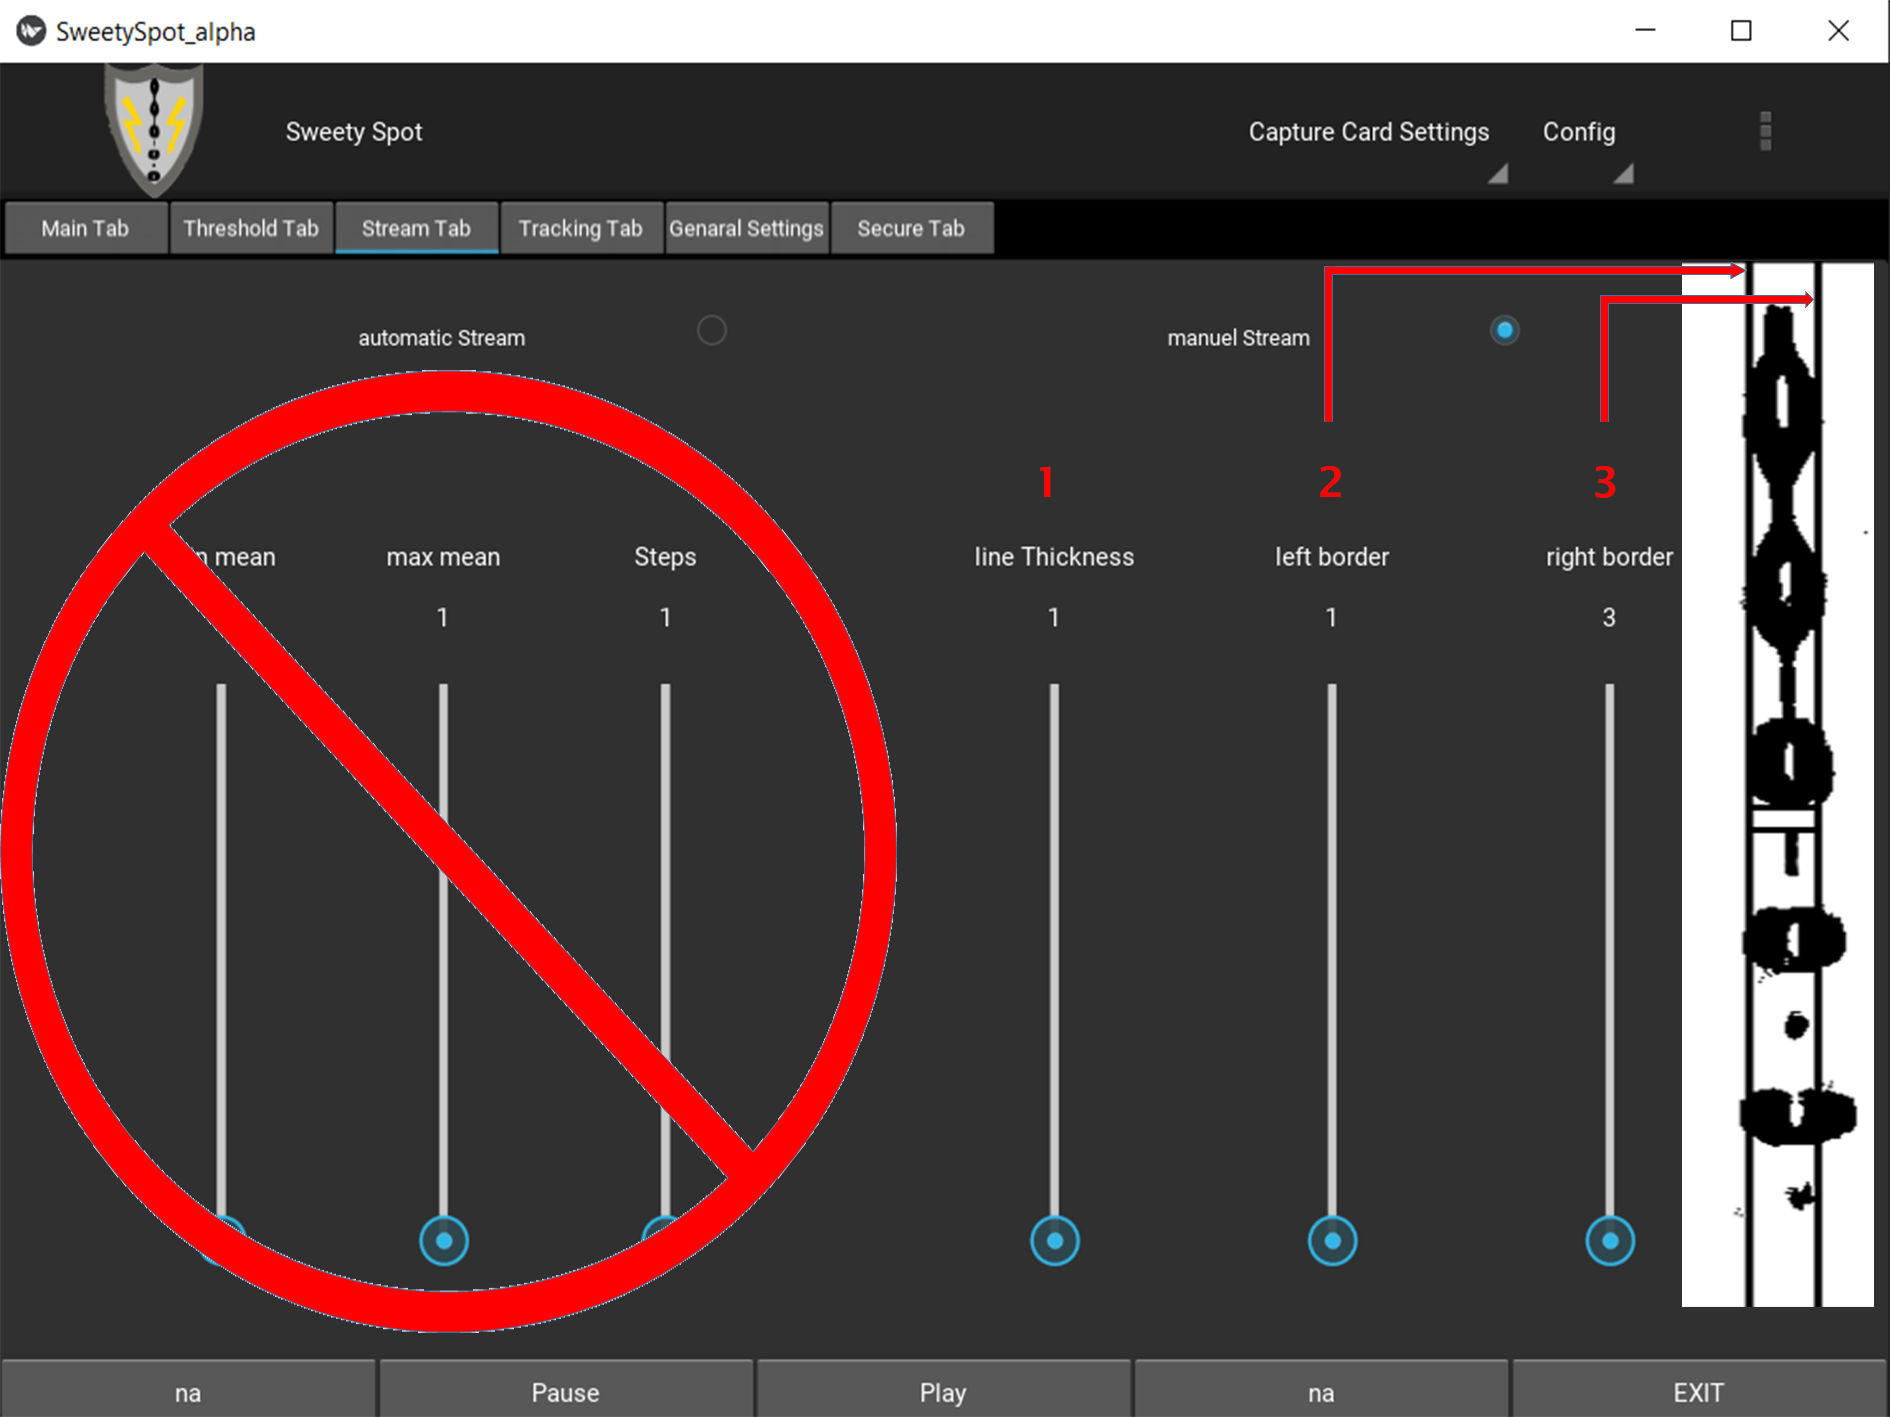 SweetySpot_alpha
Sweety Spot
Capture Card Settings
Config
Main Tab
Threshold Tab
Stream Tab
Tracking Tab
Genaral Settings
Secure Tab
automatic Stream
manuel Stream
1
2
3
mean
max mean
Steps
line Thickness
left border
right border
1
1
1
1
3
na
Pause
Play
na
EXIT